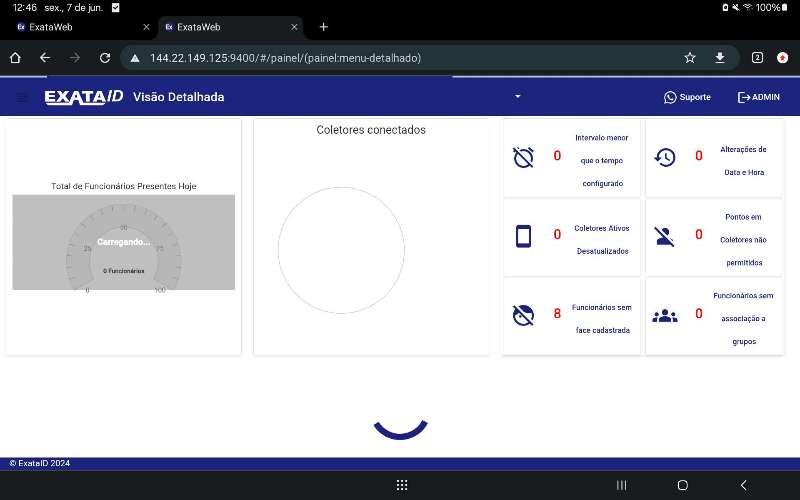 12:46 sex., 7 de jun.
100%
ExataWeb
ExataWeb
144.22.149.125:9400/#/painel/(painel:menu-detalhado)
2
EXATAID Visão Detalhada
Suporte
ADMIN
Total de Funcionários Presentes Hoje
50
Carregando...
25
75
0 Funcionários
0
100
Coletores conectados
0
Intervalo menor
que o tempo
configurado
0
Alterações de
Data e Hora
0
Coletores Ativos
Desatualizados
0
Pontos em
Coletores não
permitidos
8
Funcionários sem
face cadastrada
0
Funcionários sem
associação a
grupos
© ExataID 2024